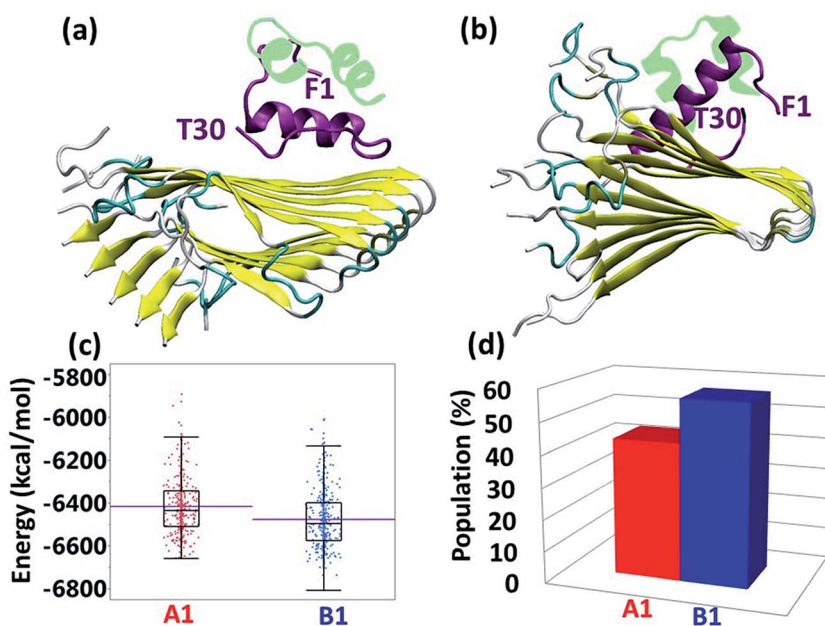 (a)
F1
T30
(b)
T30
F1
(c)
Energy (kcal/mol)
-5800
-6000
-6200
-6400
-6600
-6800
A1
B1
(d)
Population (%)
60
50
40
30
20
10
0
A1
B1